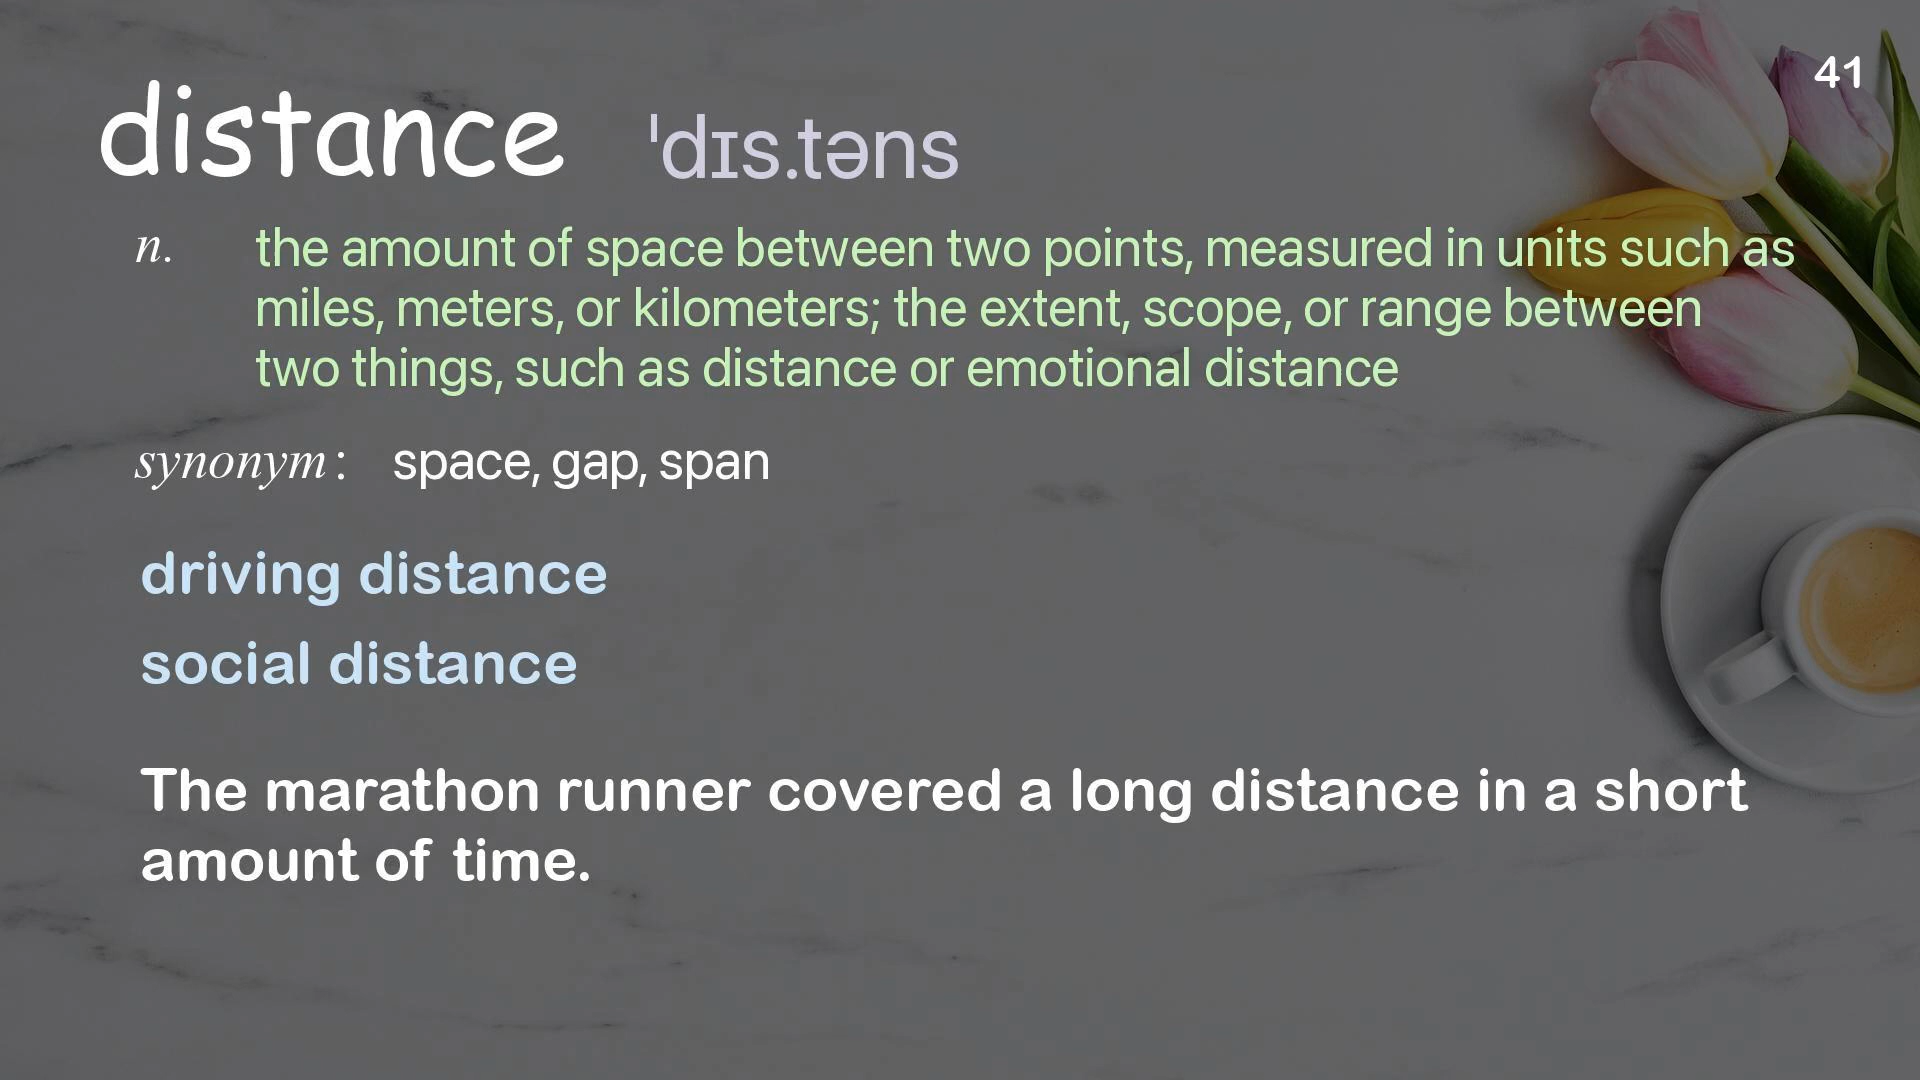 41
distance ˈdɪs.təns
n. the amount of space between two points, measured in units such as
miles, meters, or kilometers; the extent, scope, or range between
two things, such as distance or emotional distance
synonym: space, gap, span
driving distance
social distance
The marathon runner covered a long distance in a short
amount of time.